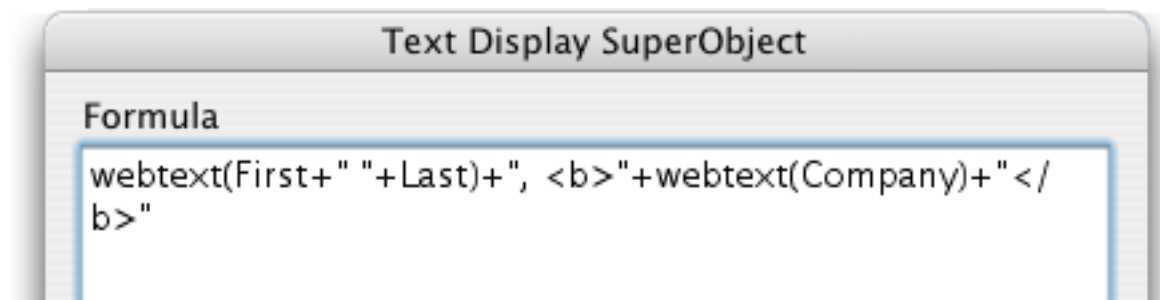 Text Display SuperObject
Formula
webtext(First+" "+Last)+", <b>"+webtext(Company)+"</
b>"